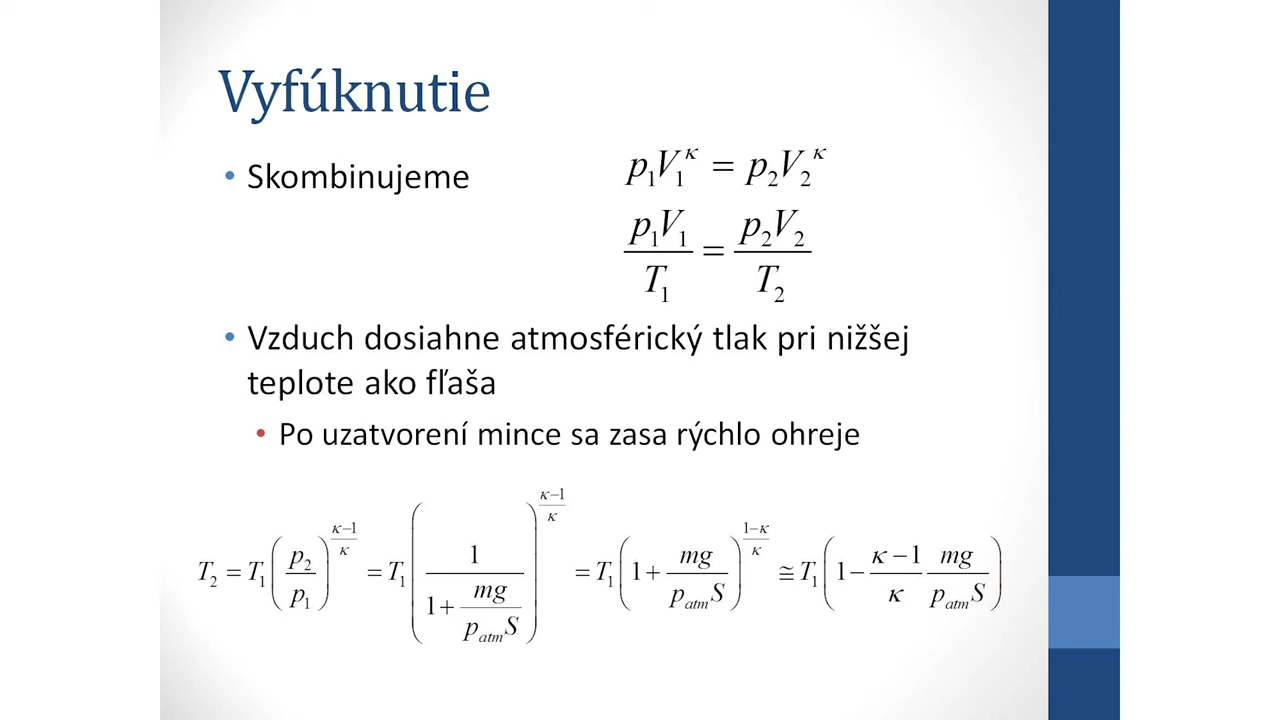 Vyfúknutie
• Skombinujeme
p₁V₁^κ = p₂V₂^κ
p₁V₁/T₁ = p₂V₂/T₂
• Vzduch dosiahne atmosférický tlak pri nižšej
teplote ako fľaša
• Po uzatvorení mince sa zasa rýchlo ohreje
T₂ = T₁(p₂/p₁)^((κ−1)/κ) = T₁(1/(1+mg/(p_atm S)))^((κ−1)/κ) = T₁(1+mg/(p_atm S))^((1−κ)/κ) ≅ T₁(1−(κ−1)/κ mg/(p_atm S))